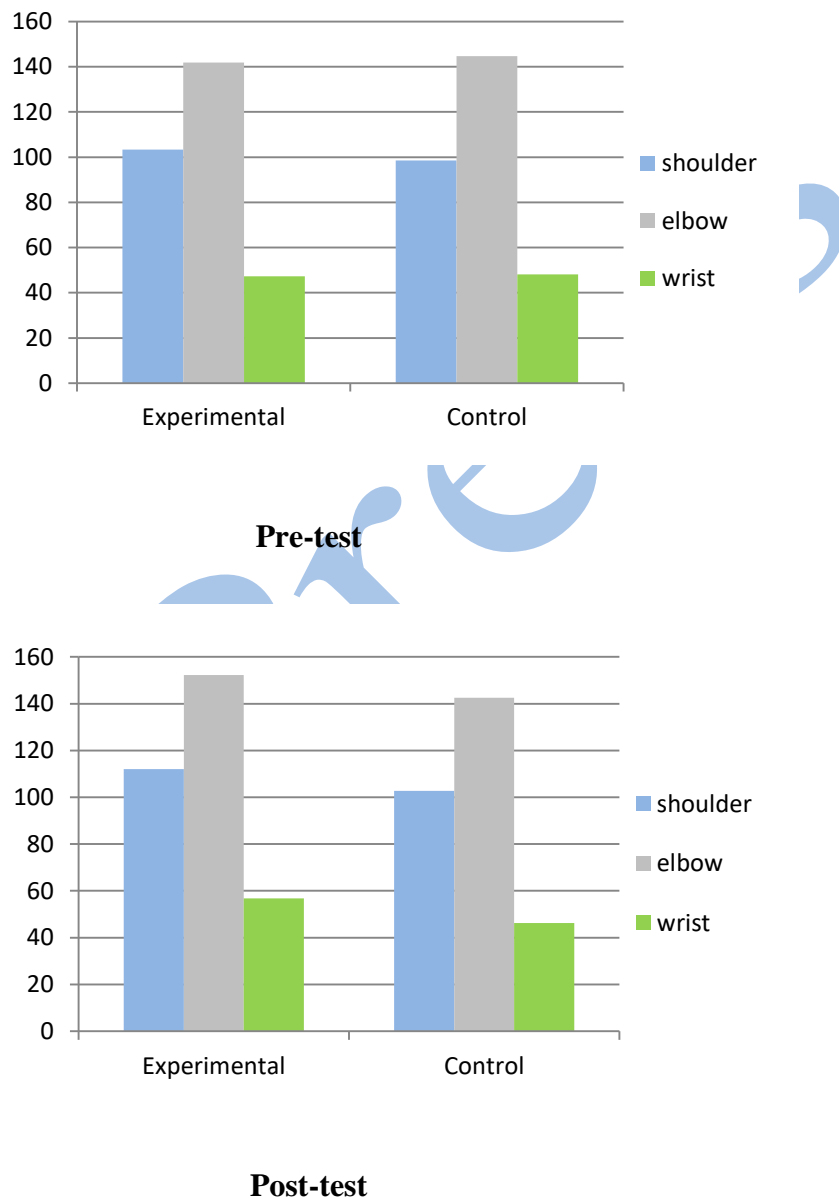 160
140
120
100
80
60
40
20
0
Experimental
Control
shoulder
elbow
wrist
Pre-test
160
140
120
100
80
60
40
20
0
Experimental
Control
shoulder
elbow
wrist
Post-test